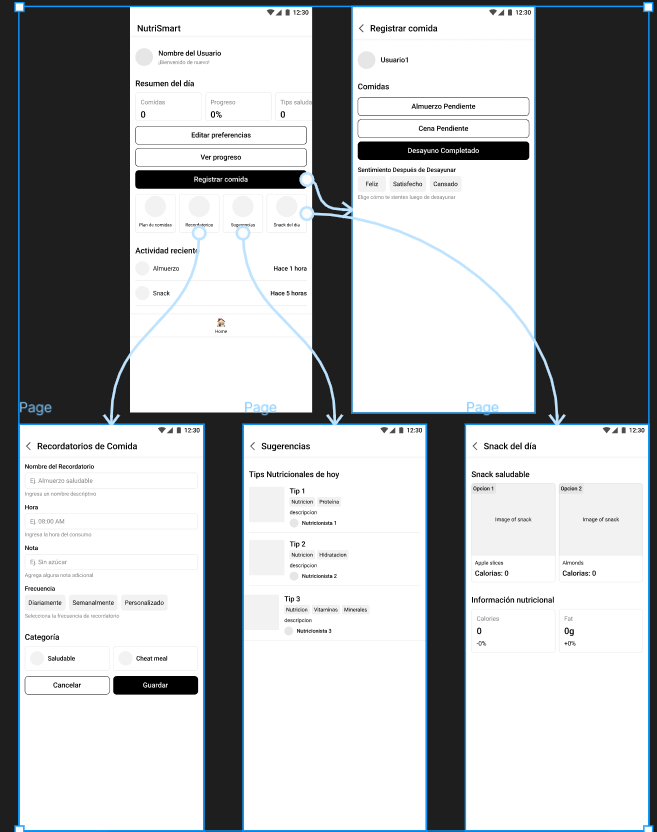 12:30
NutriSmart
Nombre del Usuario
¡Bienvenido de nuevo!
Resumen del día
Comidas
0
Progreso
0%
Tips saluda
0
Editar preferencias
Ver progreso
Registrar comida
Plan de comidas
Recordatorios
Sugerencias
Snack del dia
Actividad reciente
Almuerzo
Hace 1 hora
Snack
Hace 5 horas
Home
12:30
Registrar comida
Usuario1
Comidas
Almuerzo Pendiente
Cena Pendiente
Desayuno Completado
Sentimiento Después de Desayunar
Feliz
Satisfecho
Cansado
Elige cómo te sientes luego de desayunar
Page
12:30
Recordatorios de Comida
Nombre del Recordatorio
Ej. Almuerzo saludable
Ingresa un nombre descriptivo
Hora
Ej. 08:00 AM
Ingresa la hora del consumo
Nota
Ej. Sin azúcar
Agrega alguna nota adicional
Frecuencia
Diariamente
Semanalmente
Personalizado
Selecciona la frecuencia de recordatorio
Categoría
Saludable
Cheat meal
Cancelar
Guardar
Page
12:30
Sugerencias
Tips Nutricionales de hoy
Tip 1
Nutricion
Proteina
descripcion
Nutricionista 1
Tip 2
Nutricion
Hidratacion
descripcion
Nutricionista 2
Tip 3
Nutricion
Vitaminas
Minerales
descripcion
Nutricionista 3
Page
12:30
Snack del día
Snack saludable
Opcion 1
Image of snack
Apple slices
Calorias: 0
Opcion 2
Image of snack
Almonds
Calorias: 0
Información nutricional
Calories
0
-0%
Fat
0g
+0%